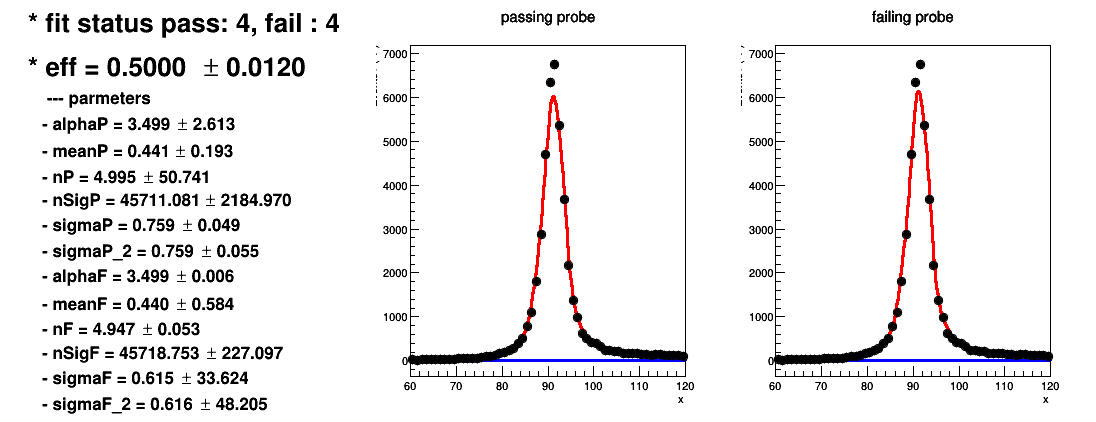 * fit status pass: 4, fail : 4
* eff = 0.5000 ± 0.0120
--- parmeters
- alphaP = 3.499 ± 2.613
- meanP = 0.441 ± 0.193
- nP = 4.995 ± 50.741
- nSigP = 45711.081 ± 2184.970
- sigmaP = 0.759 ± 0.049
- sigmaP_2 = 0.759 ± 0.055
- alphaF = 3.499 ± 0.006
- meanF = 0.440 ± 0.584
- nF = 4.947 ± 0.053
- nSigF = 45718.753 ± 227.097
- sigmaF = 0.615 ± 33.624
- sigmaF_2 = 0.616 ± 48.205
passing probe
7000
6000
5000
4000
3000
2000
1000
0
60 70 80 90 100 110 120
x
failing probe
7000
6000
5000
4000
3000
2000
1000
0
60 70 80 90 100 110 120
x